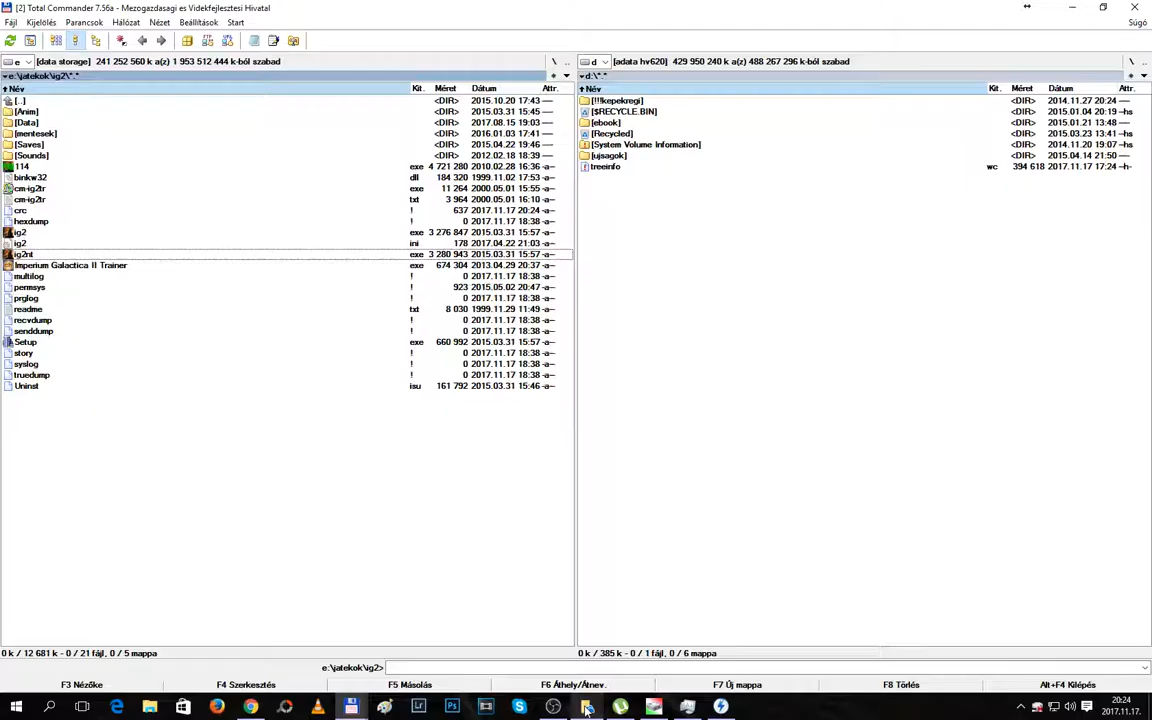 [2] Total Commander 7.56a - Mezogazdasagi es Videkfejlesztesi Hivatal
Fájl Kijelölés Parancsok Hálózat Nézet Beállítások Start Súgó
e [data storage] 241 252 560 k a(z) 1 953 512 444 k-ból szabad \ ..
d [adata hv620] 429 950 240 k a(z) 488 267 296 k-ból szabad \ ..
e:\jatekok\ig2\*.*
d:\*.*
Név Kit. Méret Dátum Attr.
[..] <DIR> 2015.10.20 17:43 ----
[Anim] <DIR> 2015.03.31 15:45 ----
[Data] <DIR> 2017.08.15 19:03 ----
[mentesek] <DIR> 2016.01.03 17:41 ----
[Saves] <DIR> 2015.04.22 19:46 ----
[Sounds] <DIR> 2012.02.18 18:39 ----
114 exe 4 721 280 2010.02.28 16:36 -a--
binkw32 dll 184 320 1999.11.02 17:53 -a--
cm-ig2tr exe 11 264 2000.05.01 15:55 -a--
cm-ig2tr txt 3 964 2000.05.01 16:10 -a--
crc ! 637 2017.11.17 20:24 -a--
hexdump ! 0 2017.11.17 18:38 -a--
ig2 exe 3 276 847 2015.03.31 15:57 -a--
ig2 ini 178 2017.04.22 21:03 -a--
ig2nt exe 3 280 943 2015.03.31 15:57 -a--
Imperium Galactica II Trainer exe 674 304 2013.04.29 20:37 -a--
multilog ! 0 2017.11.17 18:38 -a--
permsys ! 923 2015.05.02 20:47 -a--
prglog ! 0 2017.11.17 18:38 -a--
readme txt 8 030 1999.11.29 11:49 -a--
recvdump ! 0 2017.11.17 18:38 -a--
senddump ! 0 2017.11.17 18:38 -a--
Setup exe 660 992 2015.03.31 15:57 -a--
story ! 0 2017.11.17 18:38 -a--
syslog ! 0 2017.11.17 18:38 -a--
truedump ! 0 2017.11.17 18:38 -a--
Uninst isu 161 792 2015.03.31 15:46 -a--
Név Kit. Méret Dátum Attr.
[!!!kepekregi] <DIR> 2014.11.27 20:24 ----
[$RECYCLE.BIN] <DIR> 2015.01.04 20:19 --hs
[ebook] <DIR> 2015.01.21 13:48 ----
[Recycled] <DIR> 2015.03.23 13:41 --hs
[System Volume Information] <DIR> 2014.11.20 19:07 --hs
[ujsagok] <DIR> 2015.04.14 21:50 ----
treeinfo wc 394 618 2017.11.17 17:24 --h-
0 k / 12 681 k - 0 / 21 fájl, 0 / 5 mappa
0 k / 385 k - 0 / 1 fájl, 0 / 6 mappa
e:\jatekok\ig2>
F3 Nézőke F4 Szerkesztés F5 Másolás F6 Áthely/Átnev. F7 Új mappa F8 Törlés Alt+F4 Kilépés
20:24
2017.11.17.